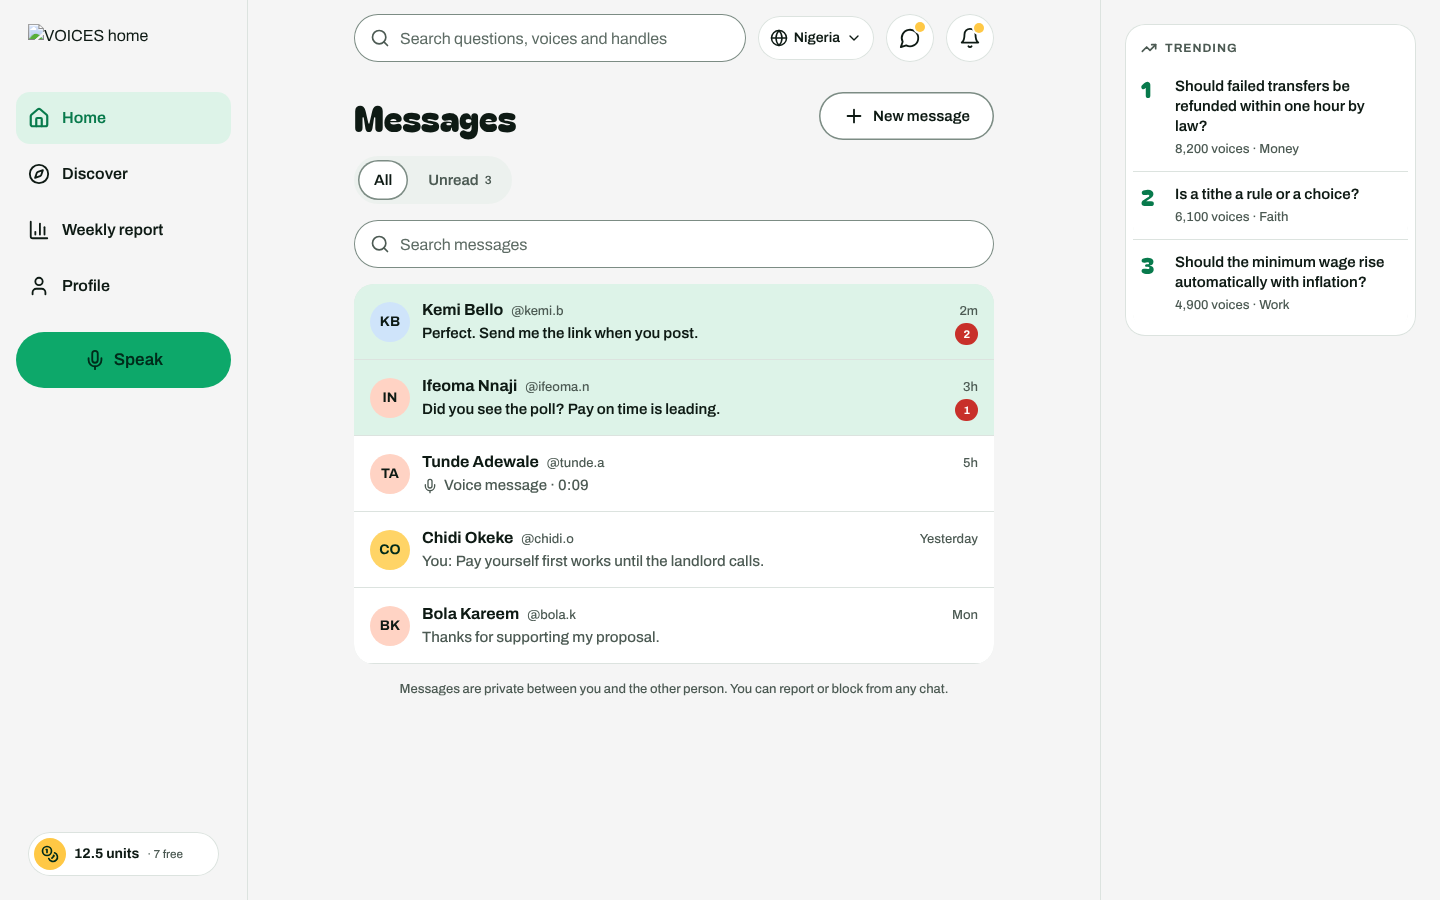 VOICES home
Home
Discover
Weekly report
Profile
Speak
12.5 units · 7 free
Search questions, voices and handles
Nigeria
Messages
New message
All
Unread 3
Search messages
KB
Kemi Bello @kemi.b
2m
Perfect. Send me the link when you post.
2
IN
Ifeoma Nnaji @ifeoma.n
3h
Did you see the poll? Pay on time is leading.
1
TA
Tunde Adewale @tunde.a
5h
Voice message · 0:09
CO
Chidi Okeke @chidi.o
Yesterday
You: Pay yourself first works until the landlord calls.
BK
Bola Kareem @bola.k
Mon
Thanks for supporting my proposal.
Messages are private between you and the other person. You can report or block from any chat.
TRENDING
1
Should failed transfers be
refunded within one hour by
law?
8,200 voices · Money
2
Is a tithe a rule or a choice?
6,100 voices · Faith
3
Should the minimum wage rise
automatically with inflation?
4,900 voices · Work